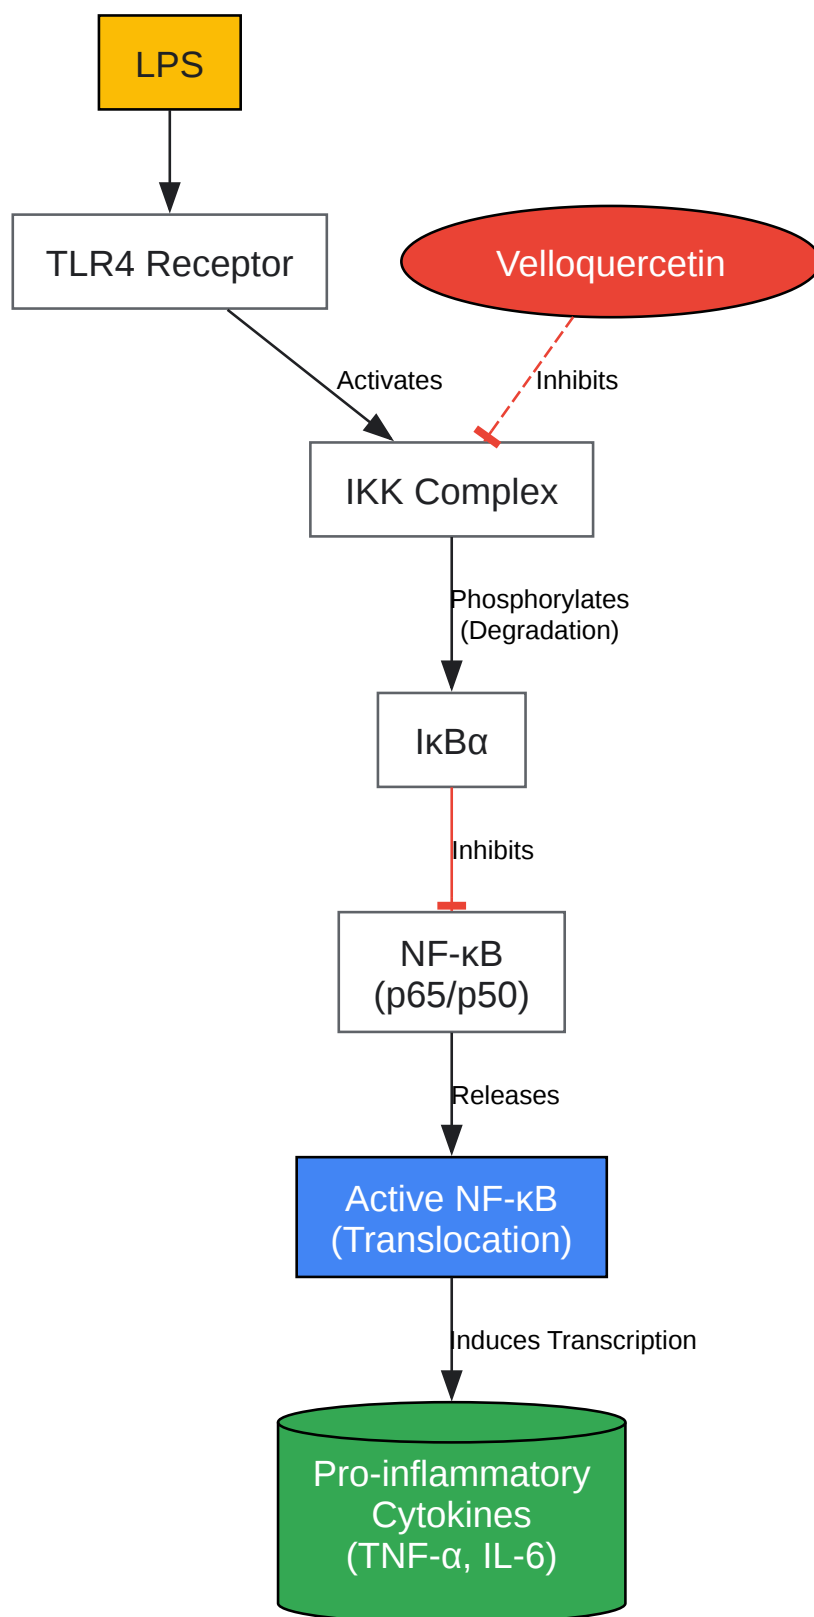 LPS
TLR4 Receptor
Velloquercetin
Activates
Inhibits
IKK Complex
Phosphorylates
(Degradation)
IκBα
Inhibits
NF-κB
(p65/p50)
Releases
Active NF-κB
(Translocation)
Induces Transcription
Pro-inflammatory
Cytokines
(TNF-α, IL-6)